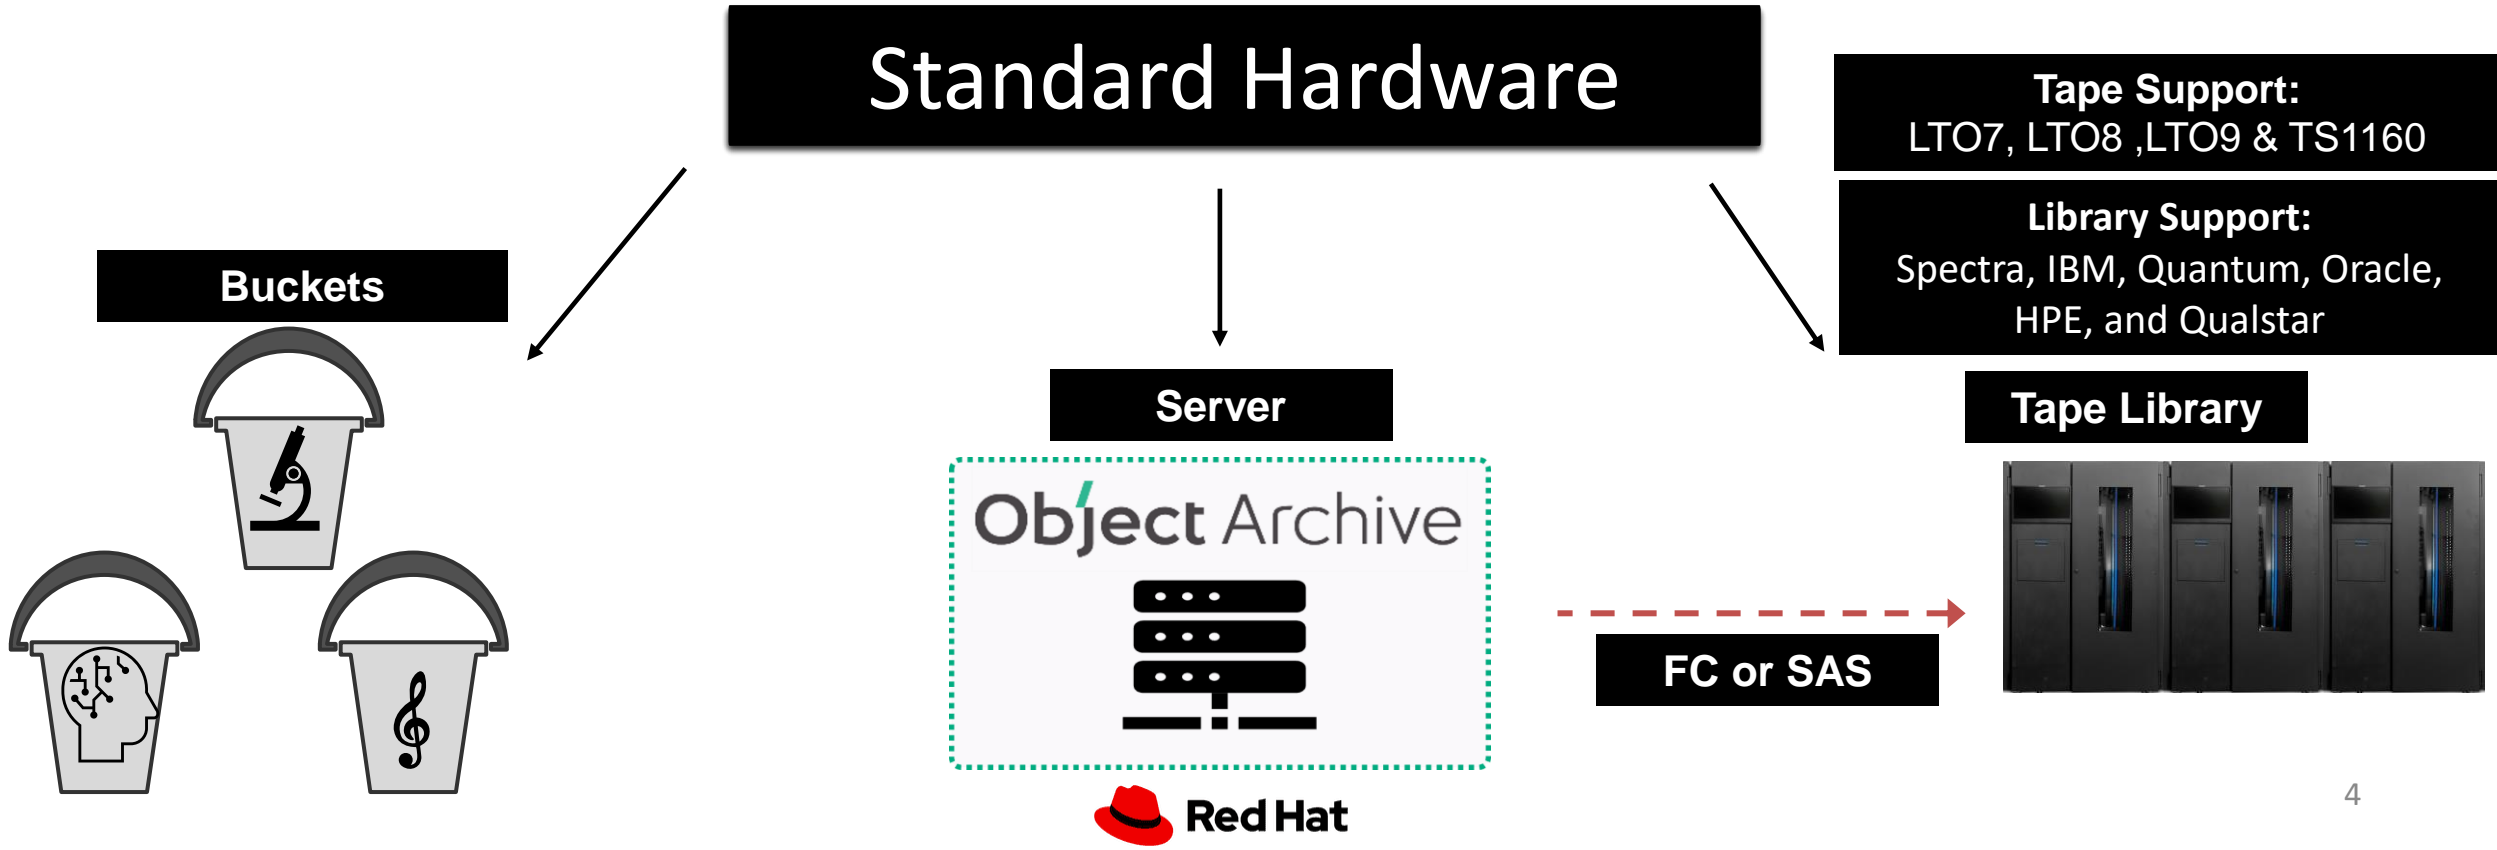 Standard Hardware
Tape Support:
LTO7, LTO8 ,LTO9 & TS1160
Library Support:
Spectra, IBM, Quantum, Oracle,
HPE, and Qualstar
Buckets
Server
Tape Library
Object Archive
FC or SAS
Red Hat
4